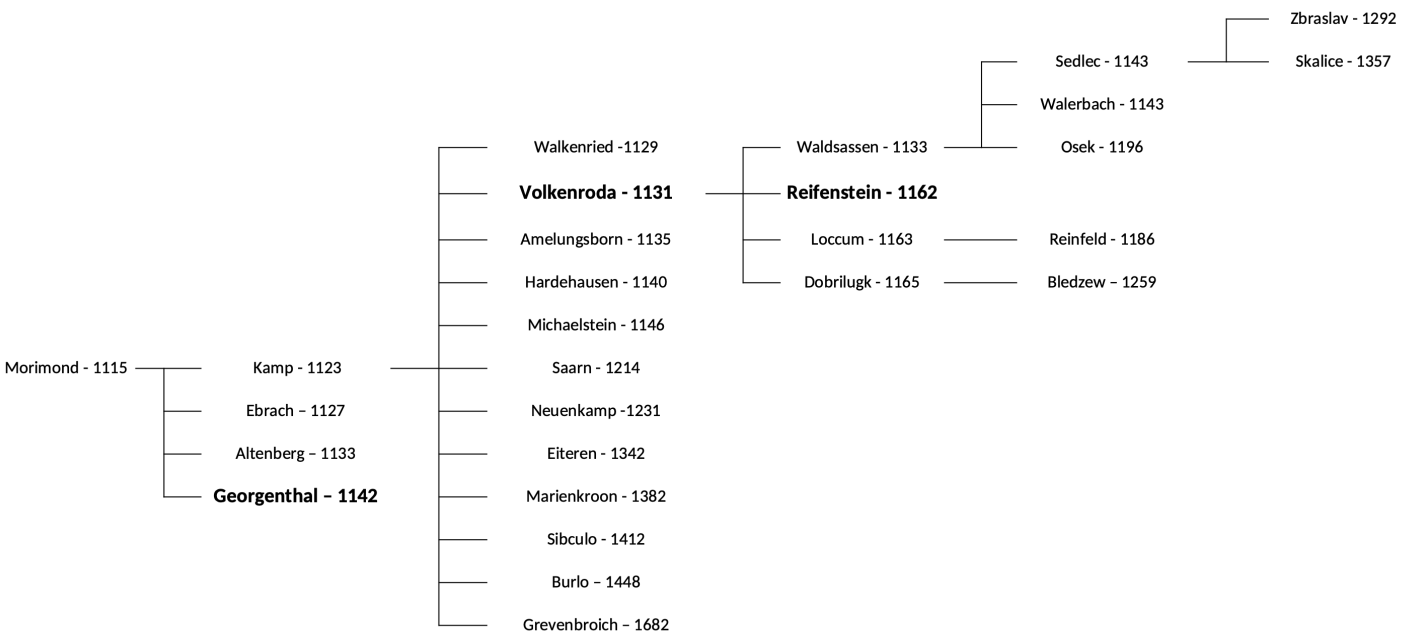 Zbraslav - 1292
Sedlec - 1143
Skalice - 1357
Walerbach - 1143
Walkenried -1129
Waldsassen - 1133
Osek - 1196
Volkenroda - 1131
Reifenstein - 1162
Amelungsborn - 1135
Loccum - 1163
Reinfeld - 1186
Hardehausen - 1140
Dobrilugk - 1165
Bledzew – 1259
Michaelstein - 1146
Morimond - 1115
Kamp - 1123
Saarn - 1214
Ebrach – 1127
Neuenkamp -1231
Altenberg – 1133
Eiteren - 1342
Georgenthal – 1142
Marienkroon - 1382
Sibculo - 1412
Burlo – 1448
Grevenbroich – 1682